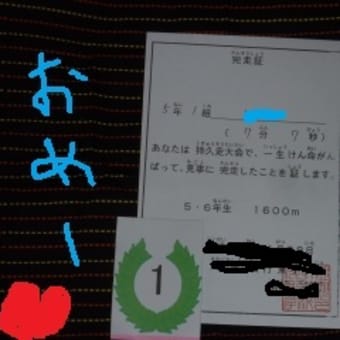 おめー
完走証
5年1組
(7分7秒)
あなたは持久走大会で、一生けん命がん
ばって、見事に完走したことを証します。
5・6年生 1600m
1